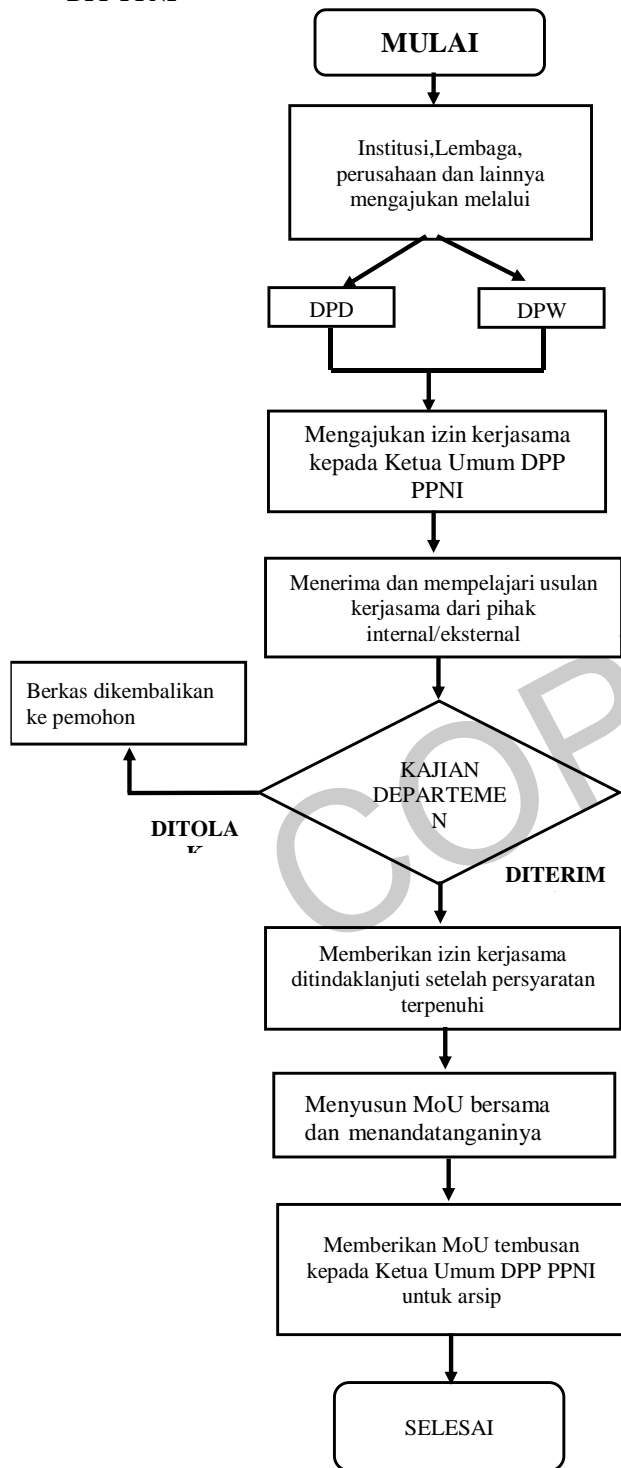 MULAI
Institusi,Lembaga,
perusahaan dan lainnya
mengajukan melalui
DPD
DPW
Mengajukan izin kerjasama
kepada Ketua Umum DPP
PPNI
Menerima dan mempelajari usulan
kerjasama dari pihak
internal/eksternal
Berkas dikembalikan
ke pemohon
KAJIAN
DEPARTEME
N
DITOLA
K
DITERIM
Memberikan izin kerjasama
ditindaklanjuti setelah persyaratan
terpenuhi
Menyusun MoU bersama
dan menandatanganinya
Memberikan MoU tembusan
kepada Ketua Umum DPP PPNI
untuk arsip
SELESAI
COP